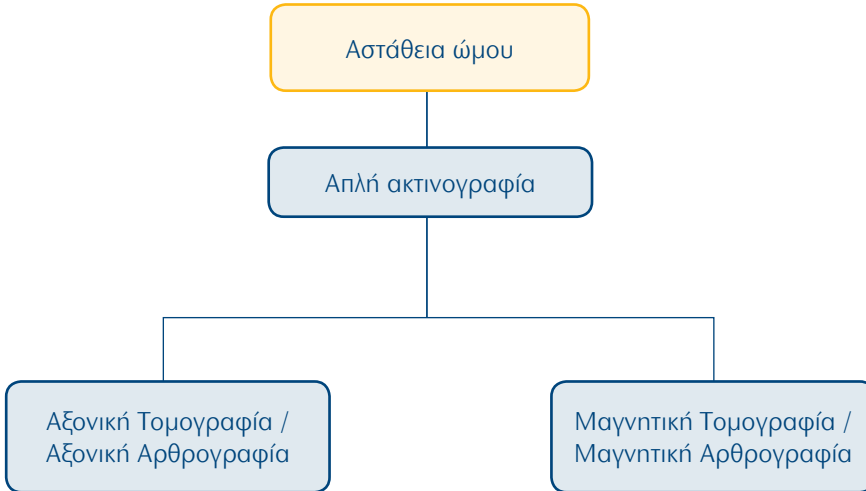 Αστάθεια ώμου
Απλή ακτινογραφία
Αξονική Τομογραφία /
Αξονική Αρθρογραφία
Μαγνητική Τομογραφία /
Μαγνητική Αρθρογραφία